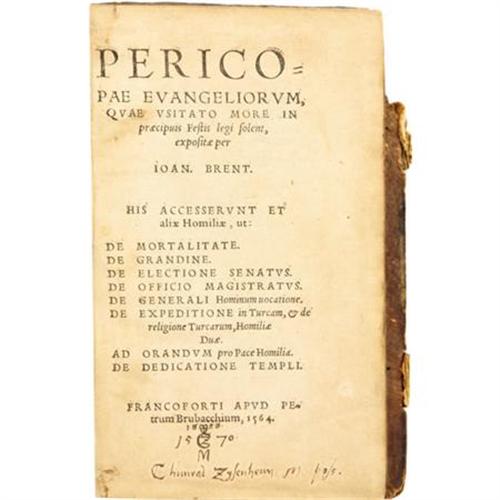 PERICO=
PAE EVANGELIORVM,
QVAE VSITATO MORE IN
præcipuis Festis legi solent,
expositæ per
IOAN. BRENT.
HIS ACCESSERVNT ET
aliæ Homiliæ, ut:
DE MORTALITATE.
DE GRANDINE.
DE ELECTIONE SENATVS.
DE OFFICIO MAGISTRATVS.
DE GENERALI Hominum uocatione.
DE EXPEDITIONE in Turcam, & de
religione Turcarum, Homiliæ
Duæ.
AD ORANDVM pro Pace Homiliæ.
DE DEDICATIONE TEMPLI.
FRANCOFORTI APVD PE=
trum Brubacchium, 1564.
15 70
M